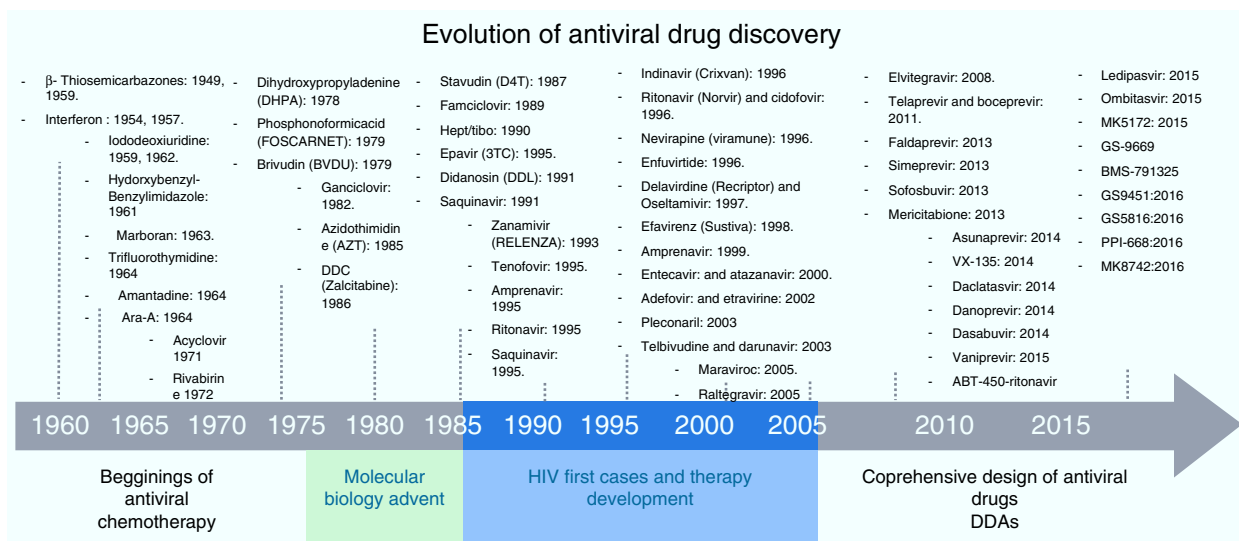 Evolution of antiviral drug discovery
- β- Thiosemicarbazones: 1949,
1959.
- Interferon : 1954, 1957.
- Iododeoxiuridine:
1959, 1962.
- Hydorxybenzyl-
Benzylimidazole:
1961
- Marboran: 1963.
- Trifluorothymidine:
1964
- Amantadine: 1964
- Ara-A: 1964
- Acyclovir
1971
- Rivabirin
e 1972
- Dihydroxypropyladenine
(DHPA): 1978
- Phosphonoformicacid
(FOSCARNET): 1979
- Brivudin (BVDU): 1979
- Ganciclovir:
1982.
- Azidothimidin
e (AZT): 1985
- DDC
(Zalcitabine):
1986
- Stavudin (D4T): 1987
- Famciclovir: 1989
- Hept/tibo: 1990
- Epavir (3TC): 1995.
- Didanosin (DDL): 1991
- Saquinavir: 1991
- Zanamivir
(RELENZA): 1993
- Tenofovir: 1995.
- Amprenavir:
1995
- Ritonavir: 1995
- Saquinavir:
1995.
- Indinavir (Crixvan): 1996
- Ritonavir (Norvir) and cidofovir:
1996.
- Nevirapine (viramune): 1996.
- Enfuvirtide: 1996.
- Delavirdine (Recriptor) and
Oseltamivir: 1997.
- Efavirenz (Sustiva): 1998.
- Amprenavir: 1999.
- Entecavir: and atazanavir: 2000.
- Adefovir: and etravirine: 2002
- Pleconaril: 2003
- Telbivudine and darunavir: 2003
- Maraviroc: 2005.
- Raltegravir: 2005
- Elvitegravir: 2008.
- Telaprevir and boceprevir:
2011.
- Faldaprevir: 2013
- Simeprevir: 2013
- Sofosbuvir: 2013
- Mericitabione: 2013
- Asunaprevir: 2014
- VX-135: 2014
- Daclatasvir: 2014
- Danoprevir: 2014
- Dasabuvir: 2014
- Vaniprevir: 2015
- ABT-450-ritonavir
- Ledipasvir: 2015
- Ombitasvir: 2015
- MK5172: 2015
- GS-9669
- BMS-791325
- GS9451:2016
- GS5816:2016
- PPI-668:2016
- MK8742:2016
1960 1965 1970 1975 1980 1985 1990 1995 2000 2005 2010 2015
Begginings of
antiviral
chemotherapy
Molecular
biology advent
HIV first cases and therapy
development
Coprehensive design of antiviral
drugs
DDAs